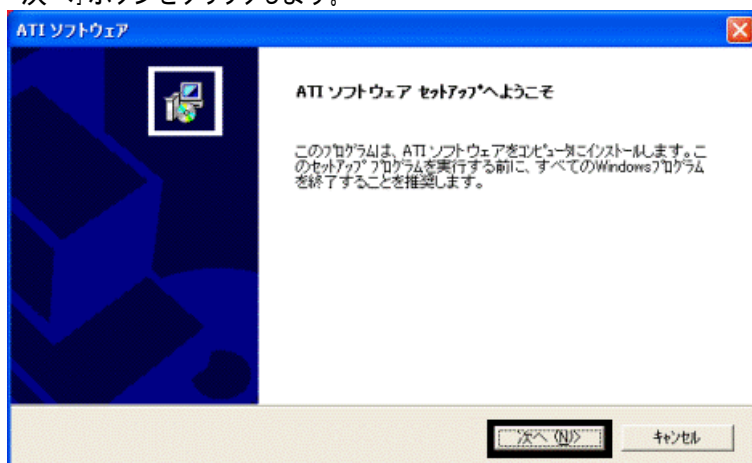 次へ]ボタンをクリックします。
ATI ソフトウェア
ATI ソフトウェア ｾｯﾄｱｯﾌﾟへようこそ
このﾌﾟﾛｸﾞﾗﾑは、ATI ソフトウェアをｺﾝﾋﾟｭｰﾀにｲﾝｽﾄｰﾙします。こ
のｾｯﾄｱｯﾌﾟ ﾌﾟﾛｸﾞﾗﾑを実行する前に、すべてのWindowsﾌﾟﾛｸﾞﾗﾑ
を終了することを推奨します。
次へ (N)>
ｷｬﾝｾﾙ